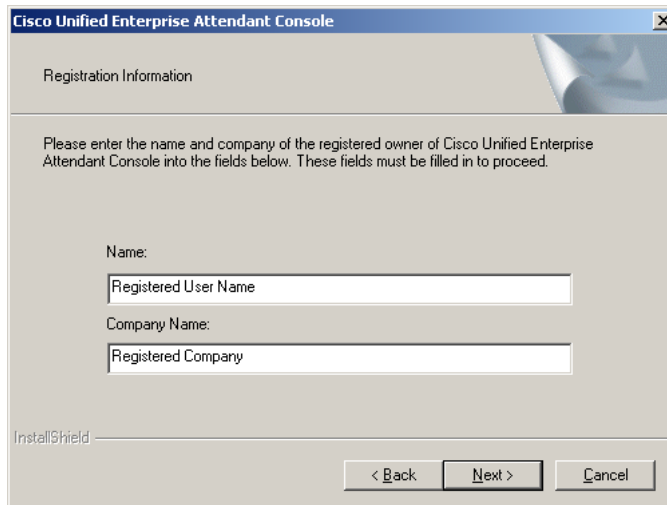 Cisco Unified Enterprise Attendant Console
Registration Information
Please enter the name and company of the registered owner of Cisco Unified Enterprise
Attendant Console into the fields below. These fields must be filled in to proceed.
Name:
Registered User Name
Company Name:
Registered Company
InstallShield
< Back
Next >
Cancel